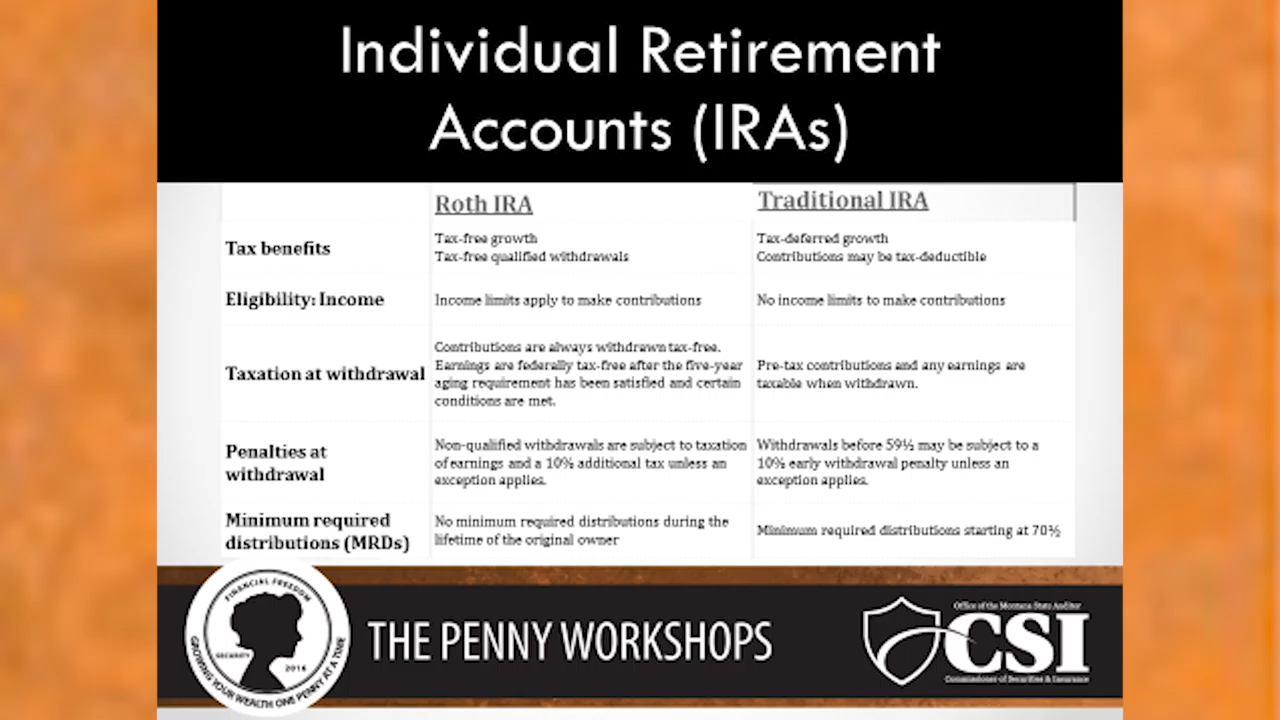 Individual Retirement
Accounts (IRAs)
Roth IRA
Traditional IRA
Tax benefits
Tax-free growth
Tax-free qualified withdrawals
Tax-deferred growth
Contributions may be tax-deductible
Eligibility: Income
Income limits apply to make contributions
No income limits to make contributions
Taxation at withdrawal
Contributions are always withdrawn tax-free.
Earnings are federally tax-free after the five-year
aging requirement has been satisfied and certain
conditions are met.
Pre-tax contributions and any earnings are
taxable when withdrawn.
Penalties at
withdrawal
Non-qualified withdrawals are subject to taxation
of earnings and a 10% additional tax unless an
exception applies.
Withdrawals before 59½ may be subject to a
10% early withdrawal penalty unless an
exception applies.
Minimum required
distributions (MRDs)
No minimum required distributions during the
lifetime of the original owner
Minimum required distributions starting at 70½
FINANCIAL FREEDOM
SECURITY
2016
GROWING YOUR WEALTH ONE PENNY AT A TIME
THE PENNY WORKSHOPS
Office of the Montana State Auditor
CSI
Commissioner of Securities & Insurance